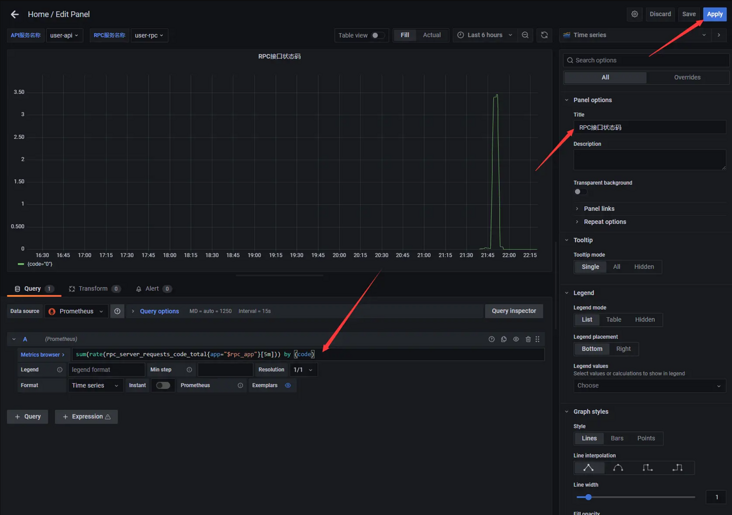 Home / Edit Panel
Discard
Save
Apply
API服务名称
user-api
RPC服务名称
user-rpc
Table view
Fill
Actual
Last 6 hours
Time series
RPC接口状态码
3.50
3
2.50
2
1.50
1
0.500
0
16:30 16:45 17:00 17:15 17:30 17:45 18:00 18:15 18:30 18:45 19:00 19:15 19:30 19:45 20:00 20:15 20:30 20:45 21:00 21:15 21:30 21:45 22:00 22:15
{code="0"}
Search options
All
Overrides
Panel options
Title
RPC接口状态码
Description
Transparent background
Panel links
Repeat options
Tooltip
Tooltip mode
Single
All
Hidden
Legend
Legend mode
List
Table
Hidden
Legend placement
Bottom
Right
Legend values
Select values or calculations to show in legend
Choose
Graph styles
Style
Lines
Bars
Points
Line interpolation
Line width
1
Fill opacity
Query 1
Transform 0
Alert 0
Data source
Prometheus
Query options
MD = auto = 1250
Interval = 15s
Query inspector
A
(Prometheus)
Metrics browser
sum(rate(rpc_server_requests_code_total{app="$rpc_app"}[5m])) by (code)
Legend
legend format
Min step
Resolution
1/1
Format
Time series
Instant
Prometheus
Exemplars
+ Query
+ Expression